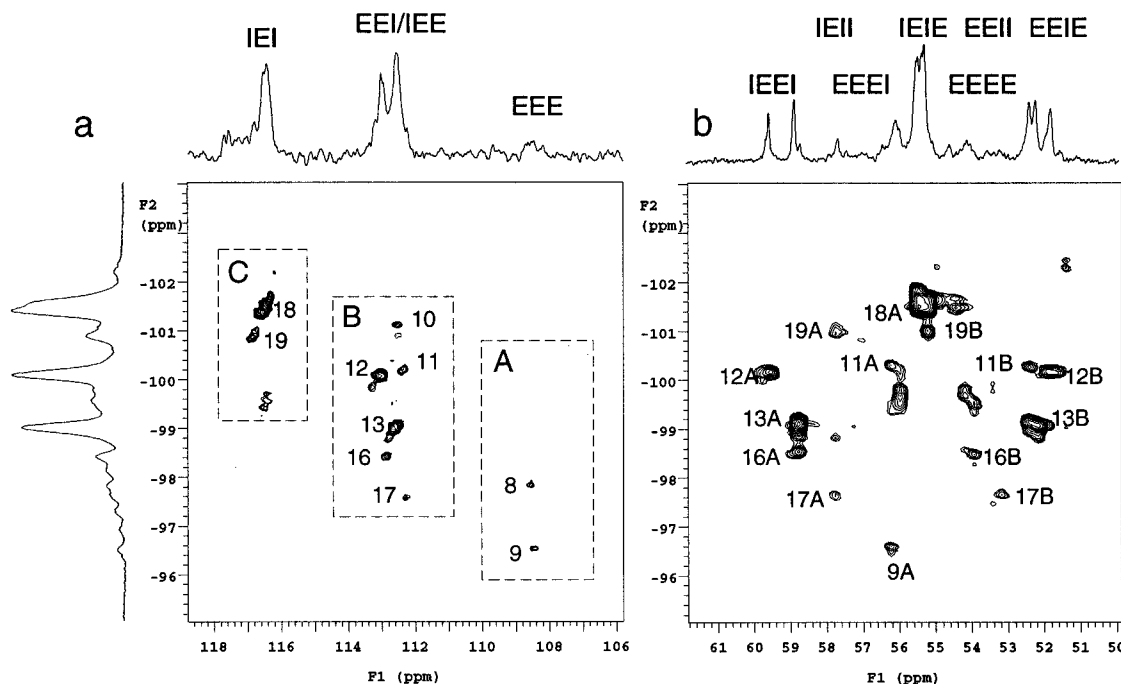 IEI
EEI/IEE
EEE
a
F2
(ppm)
-102
-101
-100
-99
-98
-97
-96
C
18
19
B
10
12
11
13
16
17
A
8
9
118 116 114 112 110 108 106
F1 (ppm)
IEII IEIE EEII EEIE
IEEI EEEI EEEE
b
F2
(ppm)
-102
-101
-100
-99
-98
-97
-96
18A
19A 19B
11A 11B
12A 12B
13A 13B
16A 16B
17A 17B
9A
61 60 59 58 57 56 55 54 53 52 51 50
F1 (ppm)